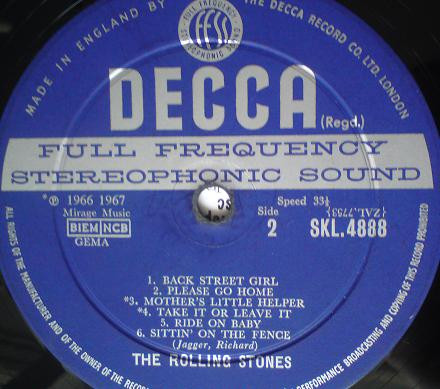 MADE IN ENGLAND BY
THE DECCA RECORD CO. LTD. LONDON
FULL FREQUENCY
STEREOPHONIC
ffss
DECCA
(Regd.)
FULL FREQUENCY
STEREOPHONIC SOUND
*℗ 1966 1967
Mirage Music
BIEM NCB
GEMA
Speed 33⅓
Side
2
SKL.4888
1. BACK STREET GIRL
2. PLEASE GO HOME
*3. MOTHER'S LITTLE HELPER
*4. TAKE IT OR LEAVE IT
5. RIDE ON BABY
6. SITTIN' ON THE FENCE
(Jagger, Richard)
THE ROLLING STONES
ALL RIGHTS OF THE MANUFACTURER AND OF THE OWNER OF THE RECOR
PERFORMANCE BROADCASTING AND COPYING OF THIS RECORD PROHIBITED